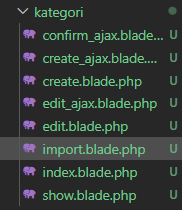 kategori
confirm_ajax.blade... U
create_ajax.blade.... U
create.blade.php U
edit_ajax.blade.php U
edit.blade.php U
import.blade.php U
index.blade.php U
show.blade.php U